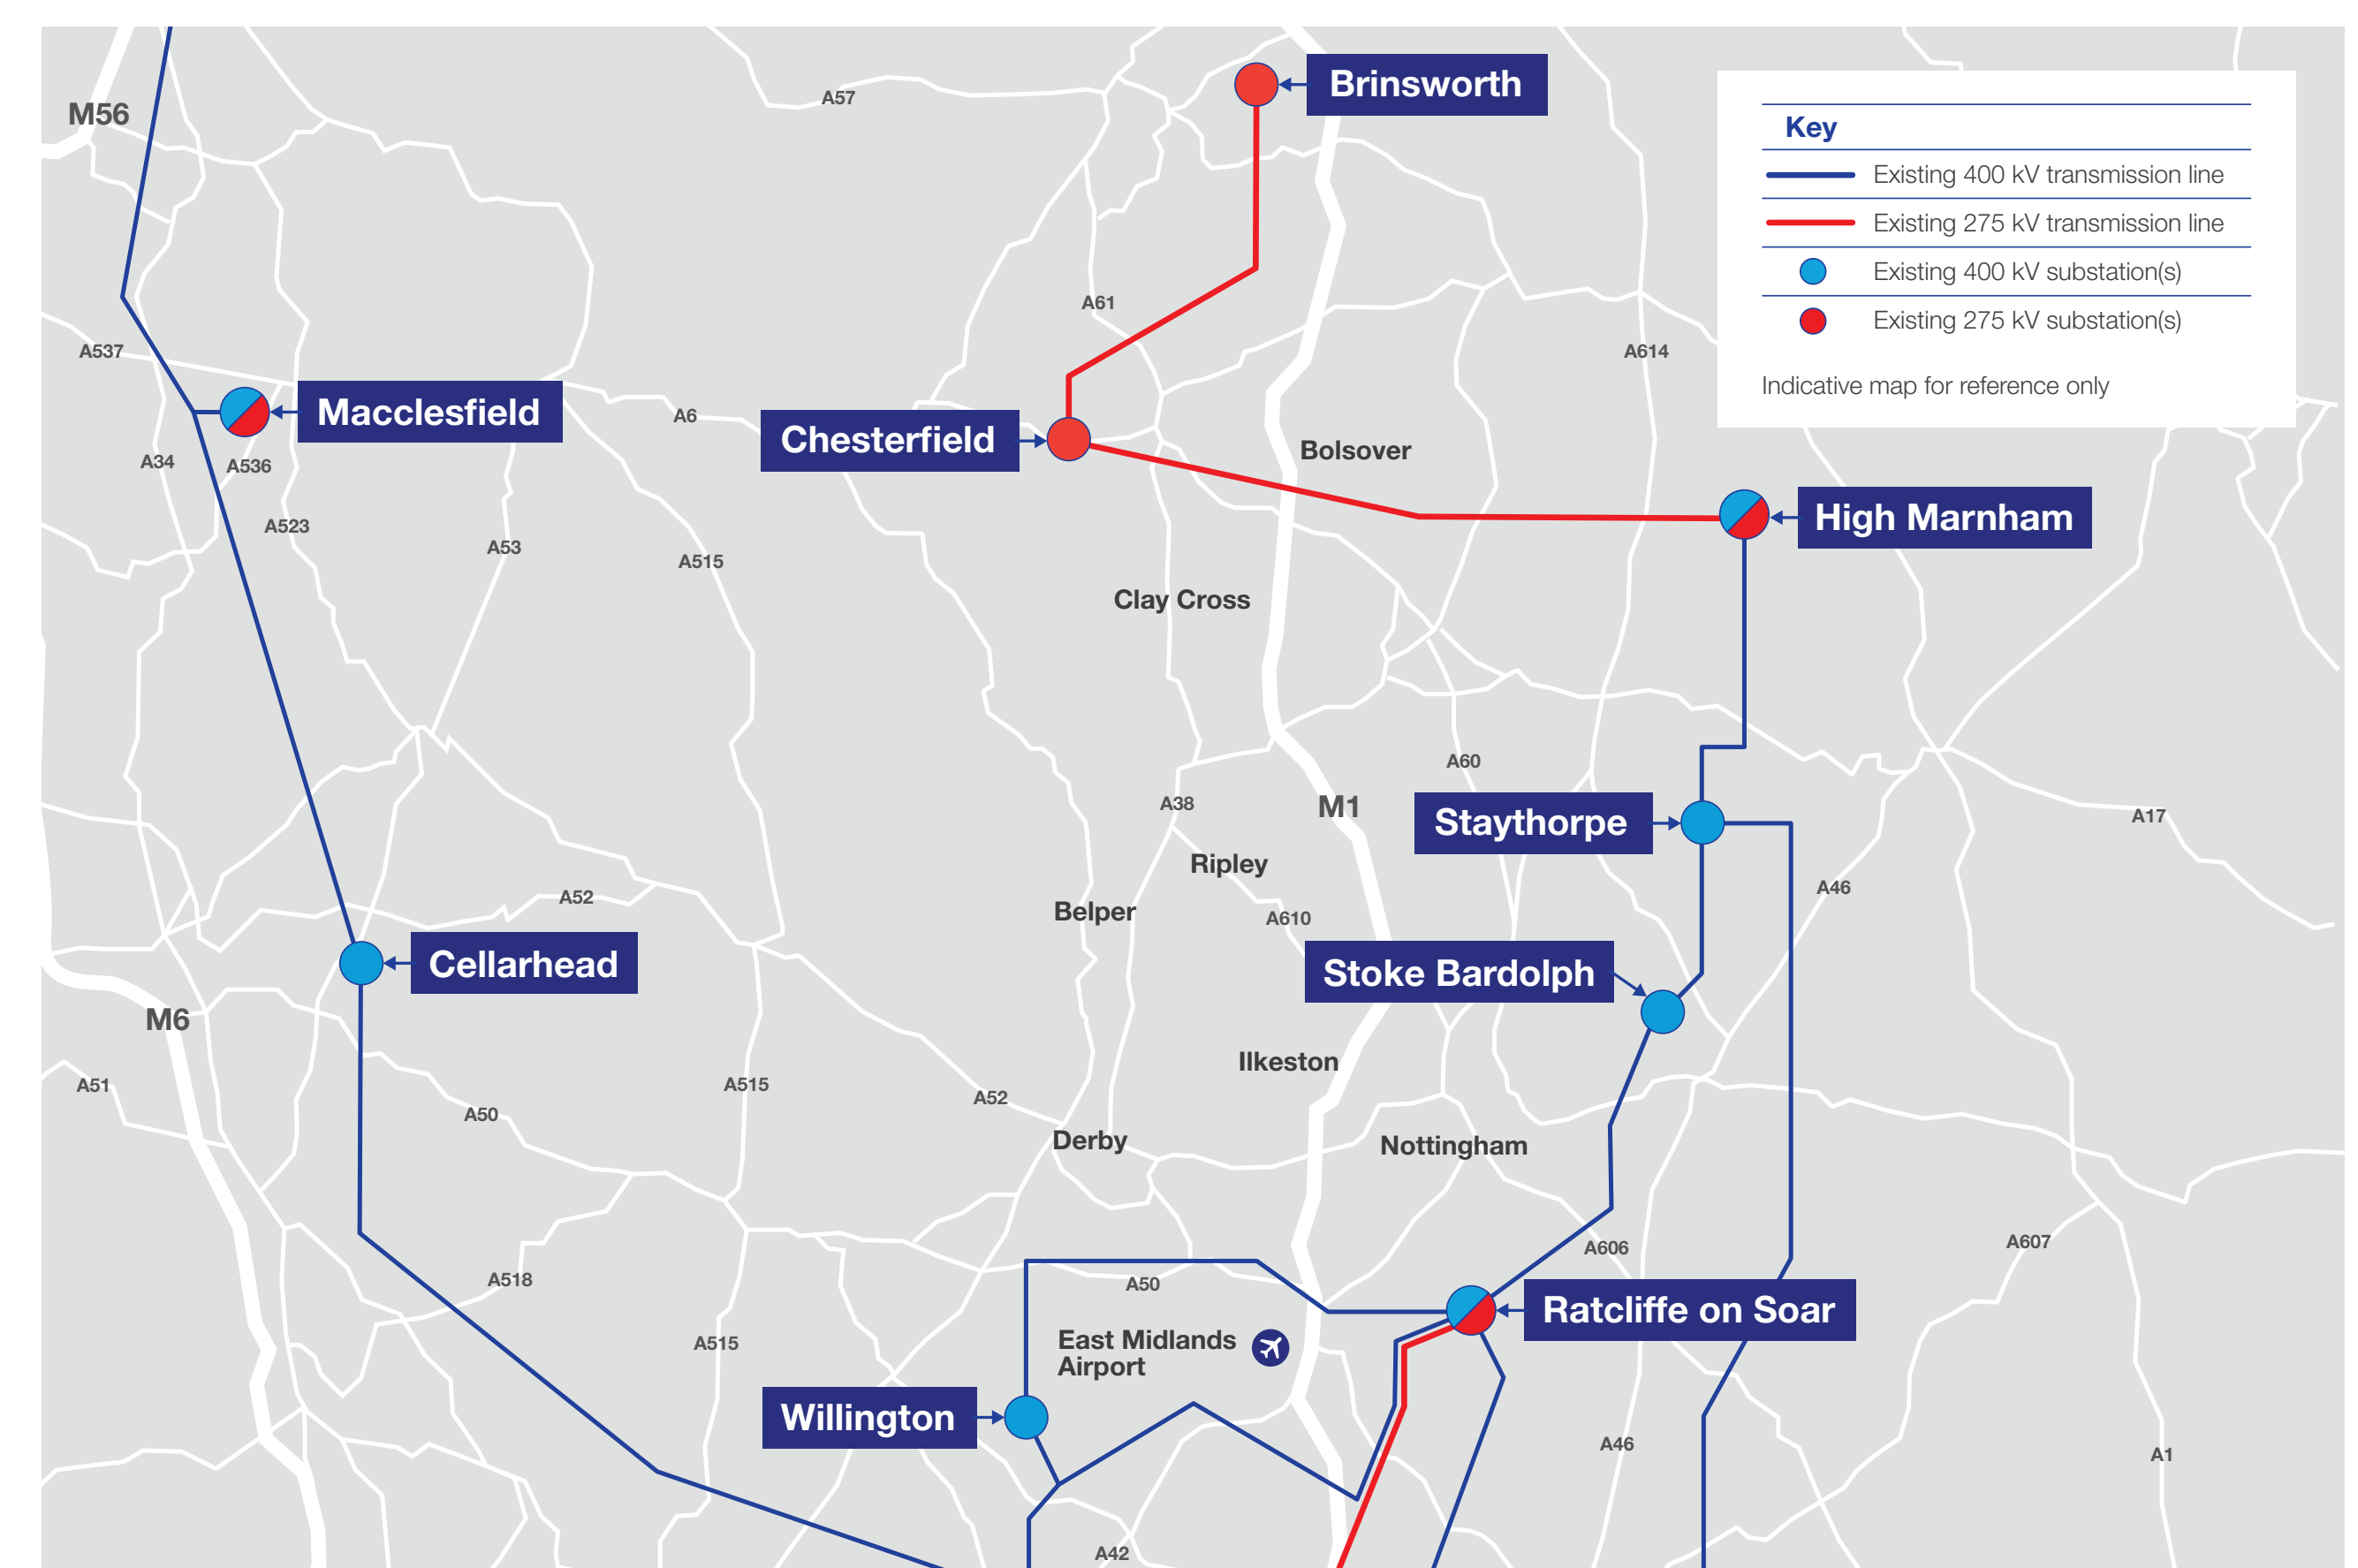 Brinsworth
Key
M56
A57
Existing 400 kV transmission line
Existing 275 kV transmission line
Existing 400 kV substation(s)
A61
Existing 275 kV substation(s)
A537
A614
Indicative map for reference only
Macclesfield
A6
Chesterfield
Bolsover
A34
A536
High Marnham
A523
A53
A515
Clay Cross
A60
A38
M1
Staythorpe
A17
Ripley
A52
A46
Belper
A610
Cellarhead
Stoke Bardolph
M6
Ilkeston
A51
A515
A52
A50
Derby
Nottingham
A606
A607
A518
A50
Ratcliffe on Soar
A515
East Midlands
Airport
Willington
A46
A1
A42